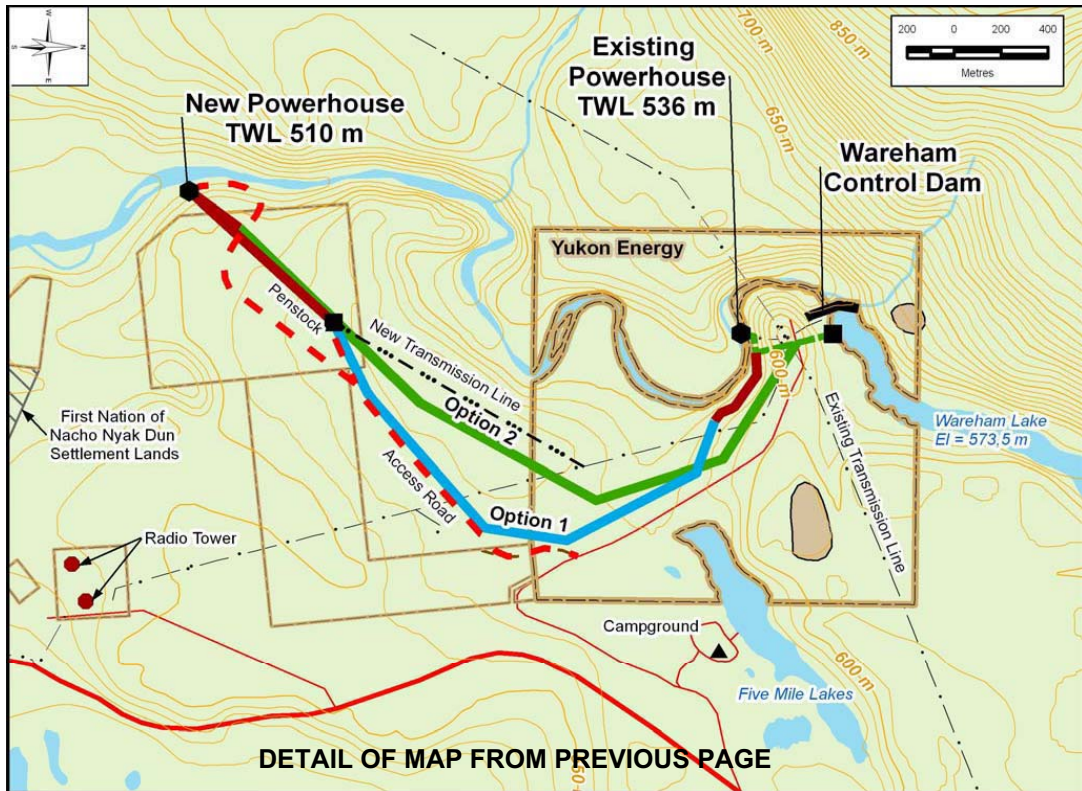 W
S
N
E
700 m
850 m
200 0 200 400
Metres
Existing
Powerhouse
TWL 536 m
New Powerhouse
TWL 510 m
650 m
Wareham
Control Dam
Yukon Energy
Penstock
New Transmission Line
600 m
Option 2
First Nation of
Nacho Nyak Dun
Settlement Lands
Wareham Lake
El = 573,5 m
Access Road
Existing Transmission Line
Option 1
Radio Tower
Campground
600 m
Five Mile Lakes
DETAIL OF MAP FROM PREVIOUS PAGE